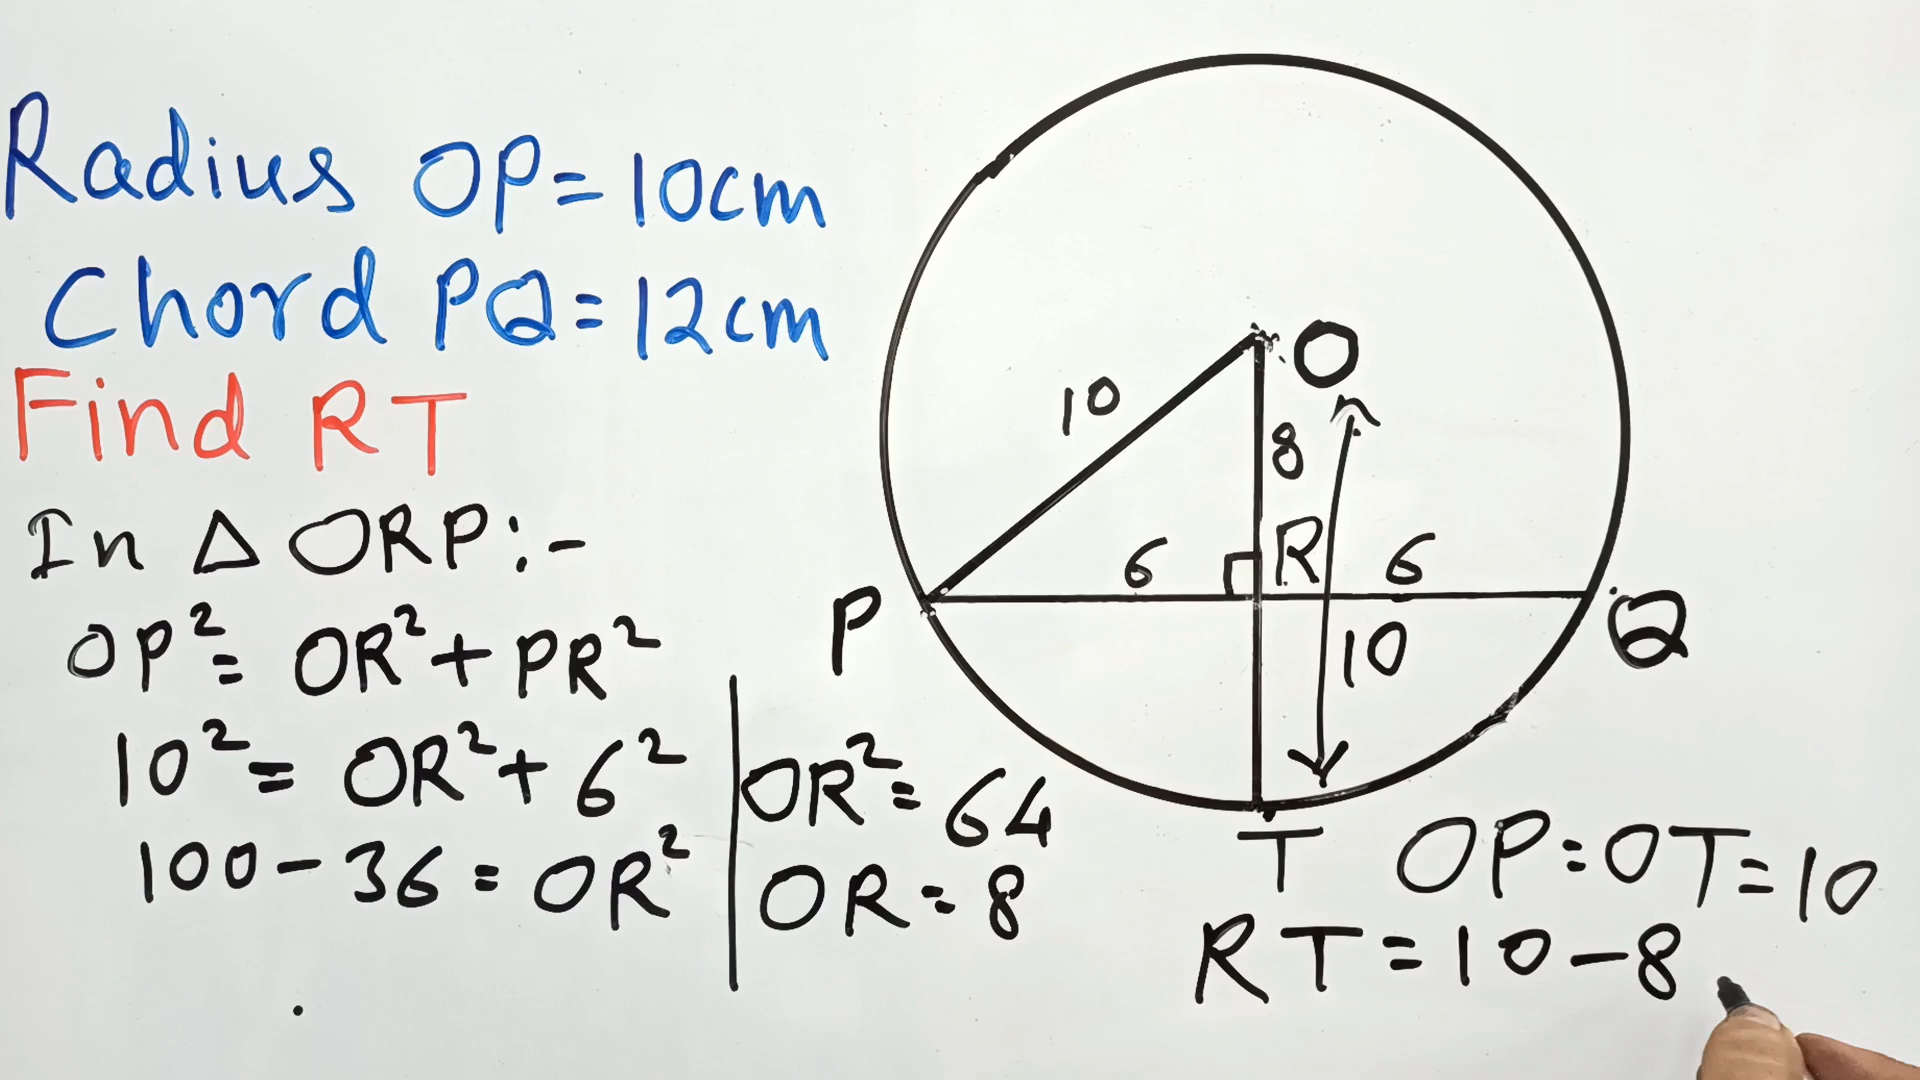 Radius OP=10cm
Chord PQ=12cm
Find RT
In △ ORP:-
OP²=OR²+PR²
10²=OR²+6²
100-36=OR²
OR²=64
OR=8
O
10
8
R
6
6
P
Q
10
T
OP=OT=10
RT=10-8